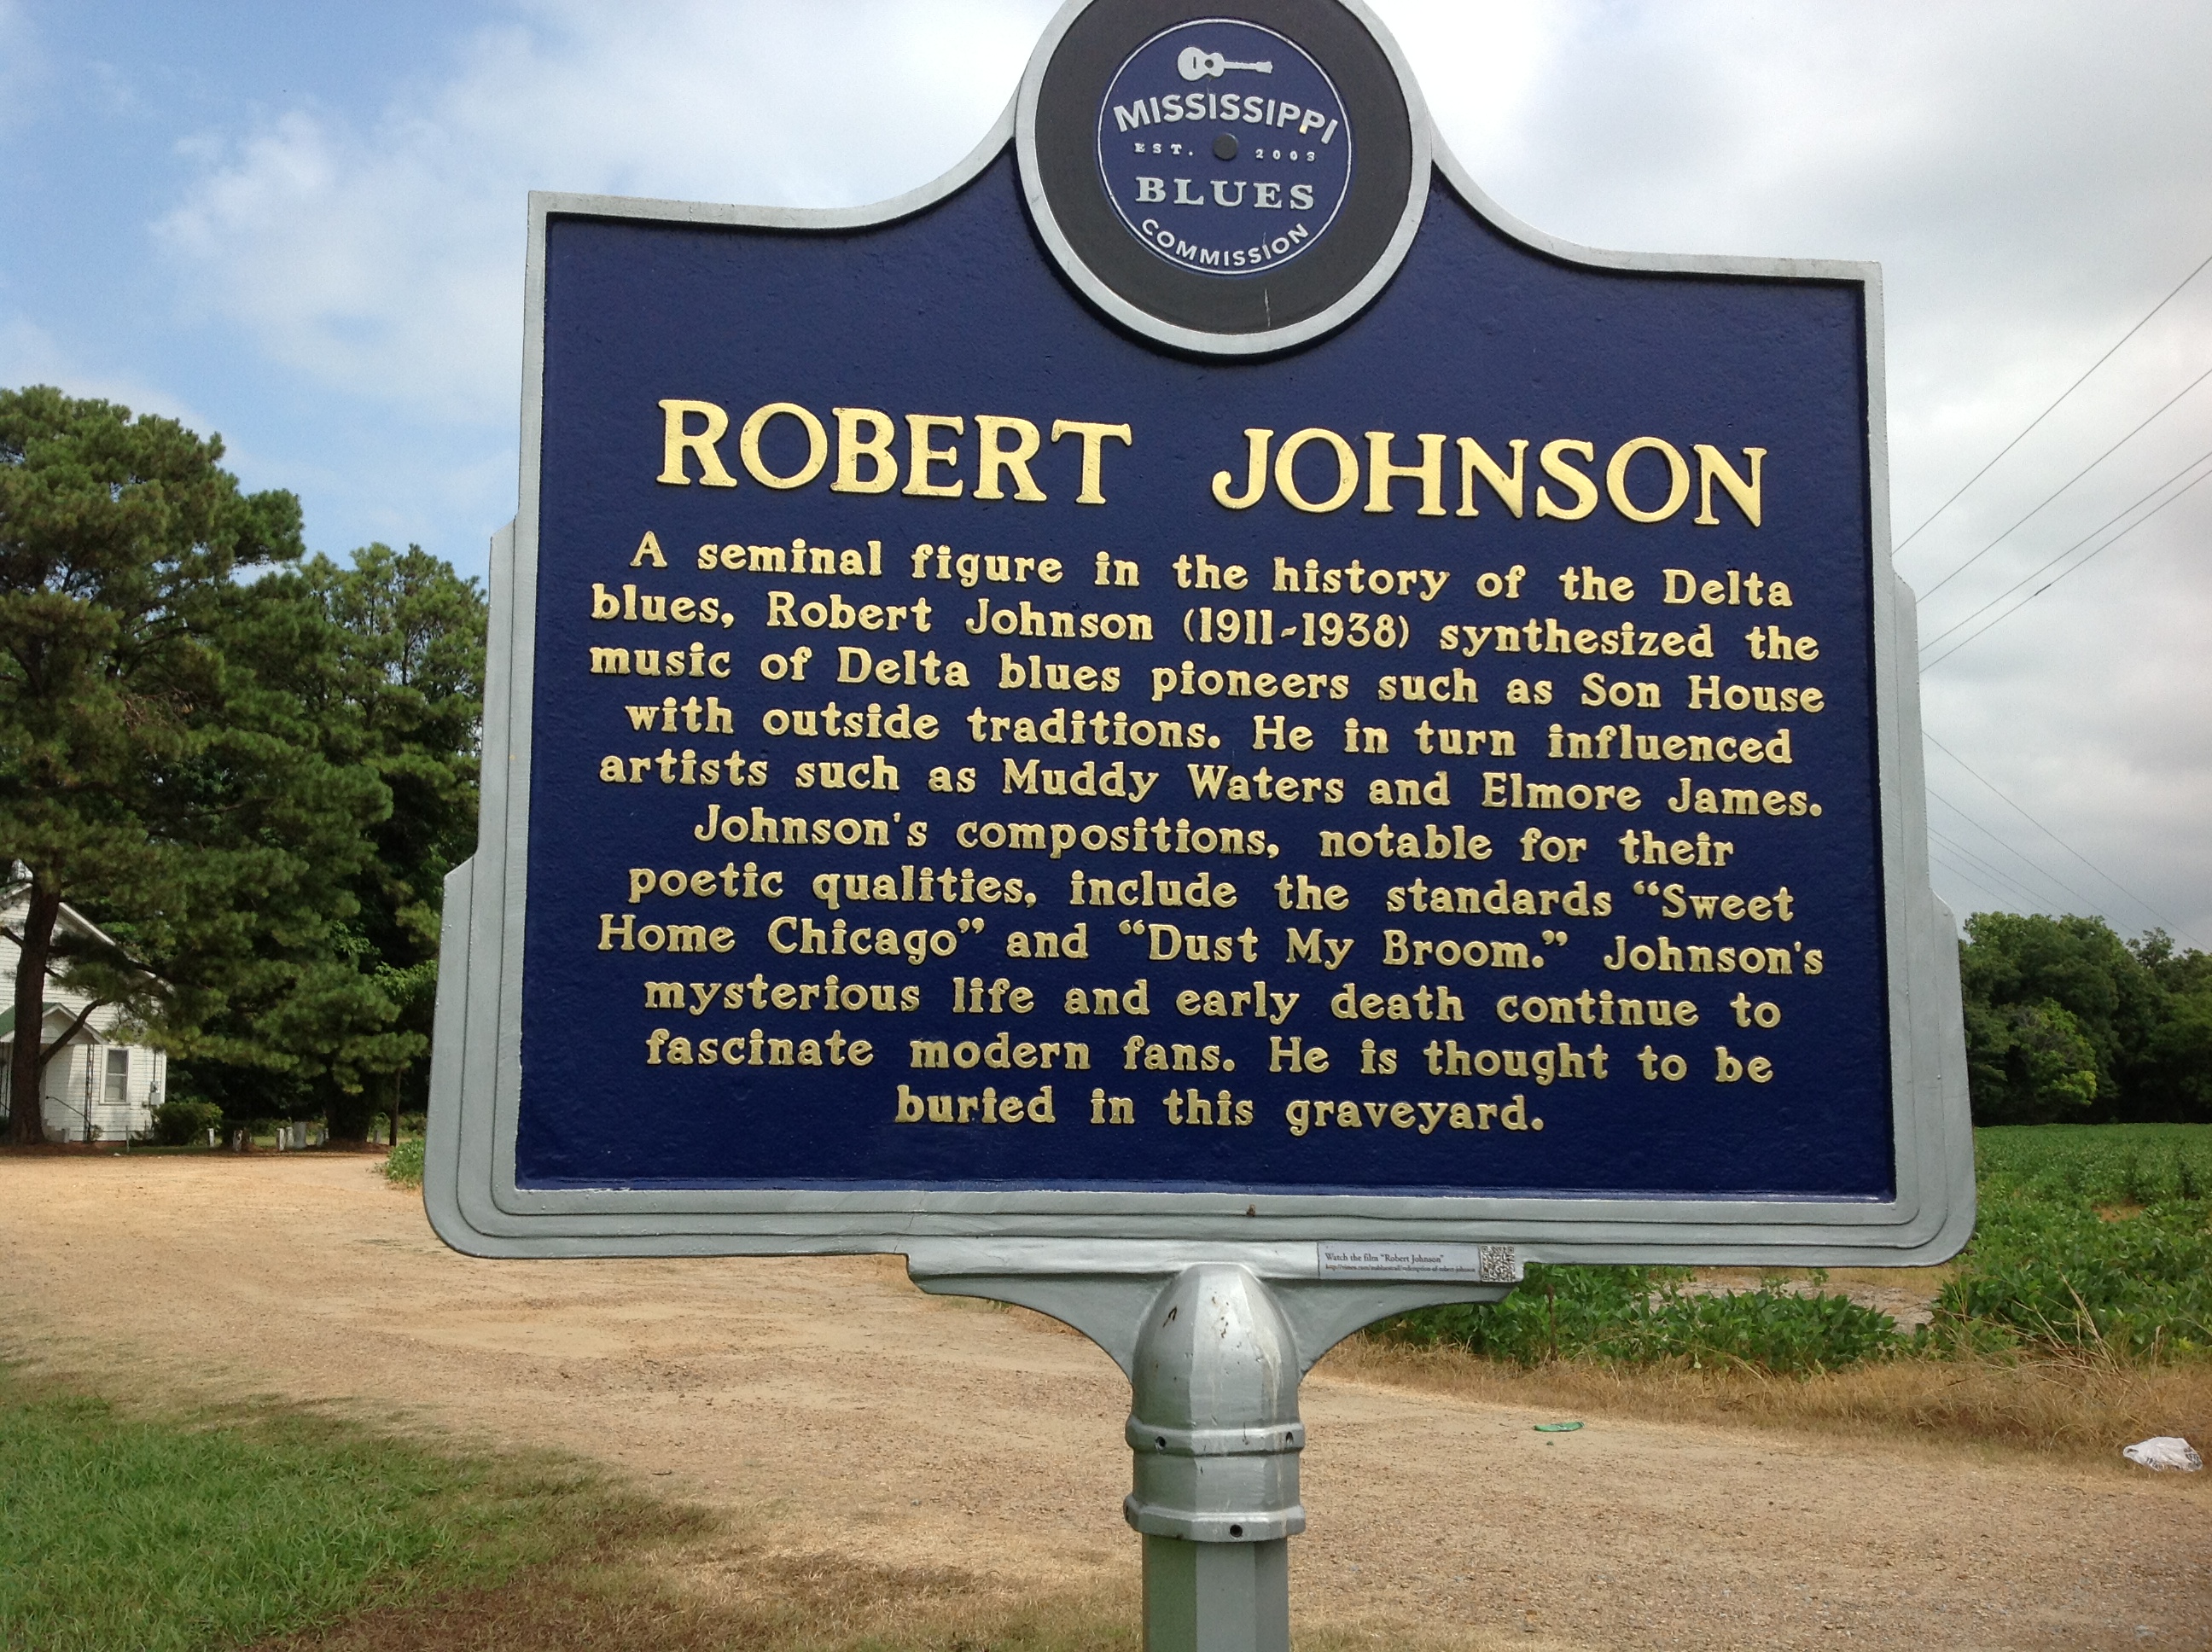 MISSISSIPPI
EST. 2003
BLUES
COMMISSION
ROBERT JOHNSON
A seminal figure in the history of the Delta
blues, Robert Johnson (1911-1938) synthesized the
music of Delta blues pioneers such as Son House
with outside traditions. He in turn influenced
artists such as Muddy Waters and Elmore James.
Johnson's compositions, notable for their
poetic qualities, include the standards “Sweet
Home Chicago” and “Dust My Broom.” Johnson's
mysterious life and early death continue to
fascinate modern fans. He is thought to be
buried in this graveyard.
Watch the film "Robert Johnson"